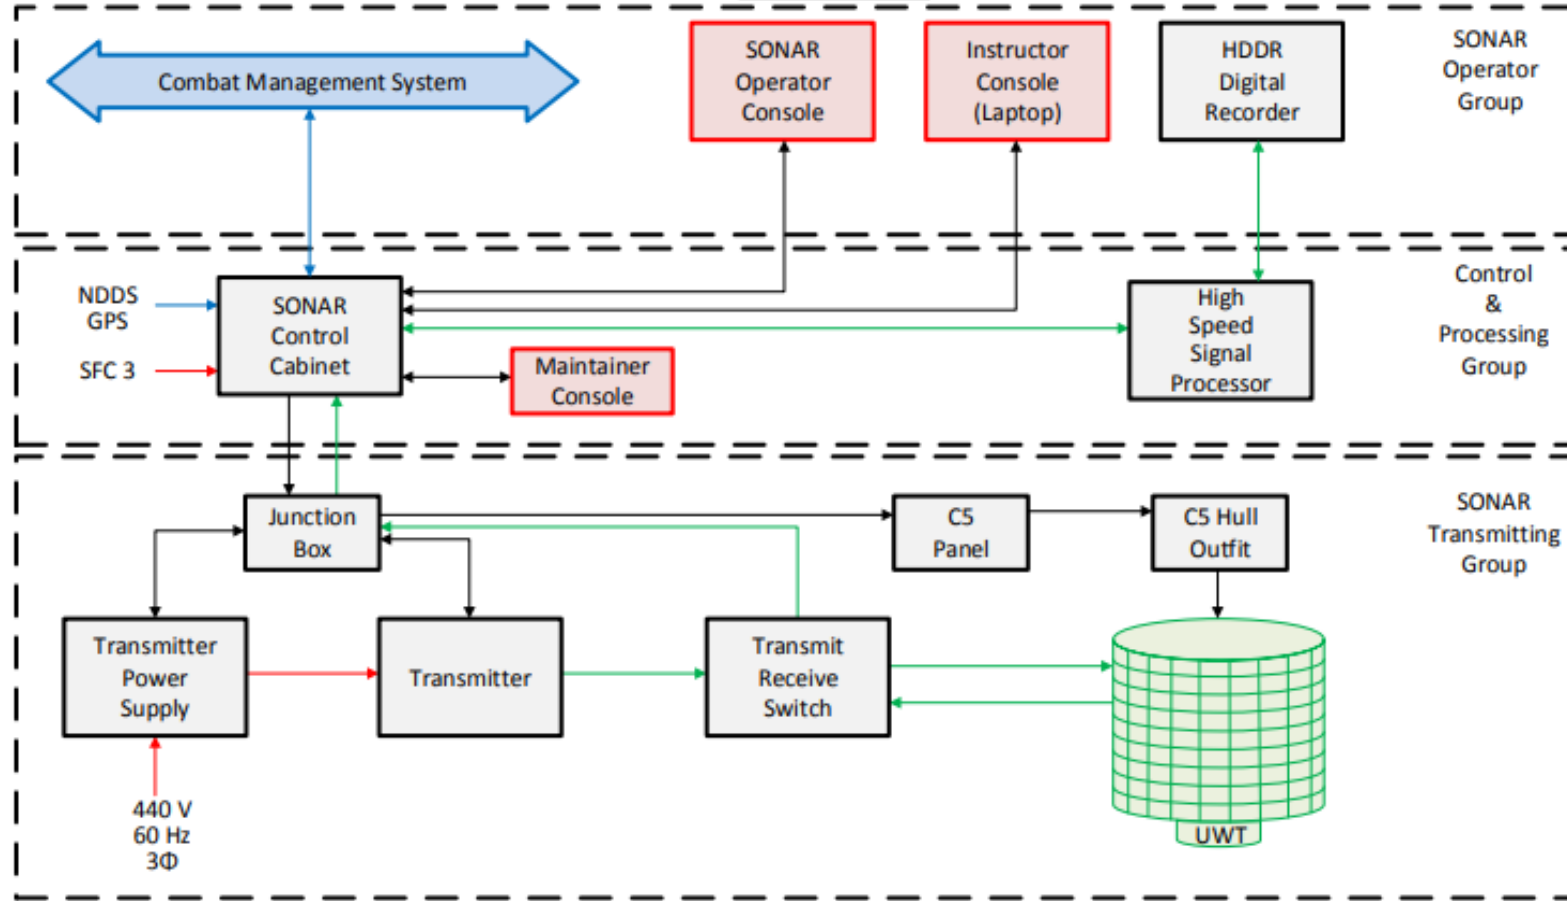 Combat Management System
SONAR
Operator
Console
Instructor
Console
(Laptop)
HDDR
Digital
Recorder
SONAR
Operator
Group
NDDS
GPS
SFC 3
SONAR
Control
Cabinet
Maintainer
Console
High
Speed
Signal
Processor
Control
&
Processing
Group
Junction
Box
C5
Panel
C5 Hull
Outfit
SONAR
Transmitting
Group
Transmitter
Power
Supply
Transmitter
Transmit
Receive
Switch
440 V
60 Hz
3Φ
UWT